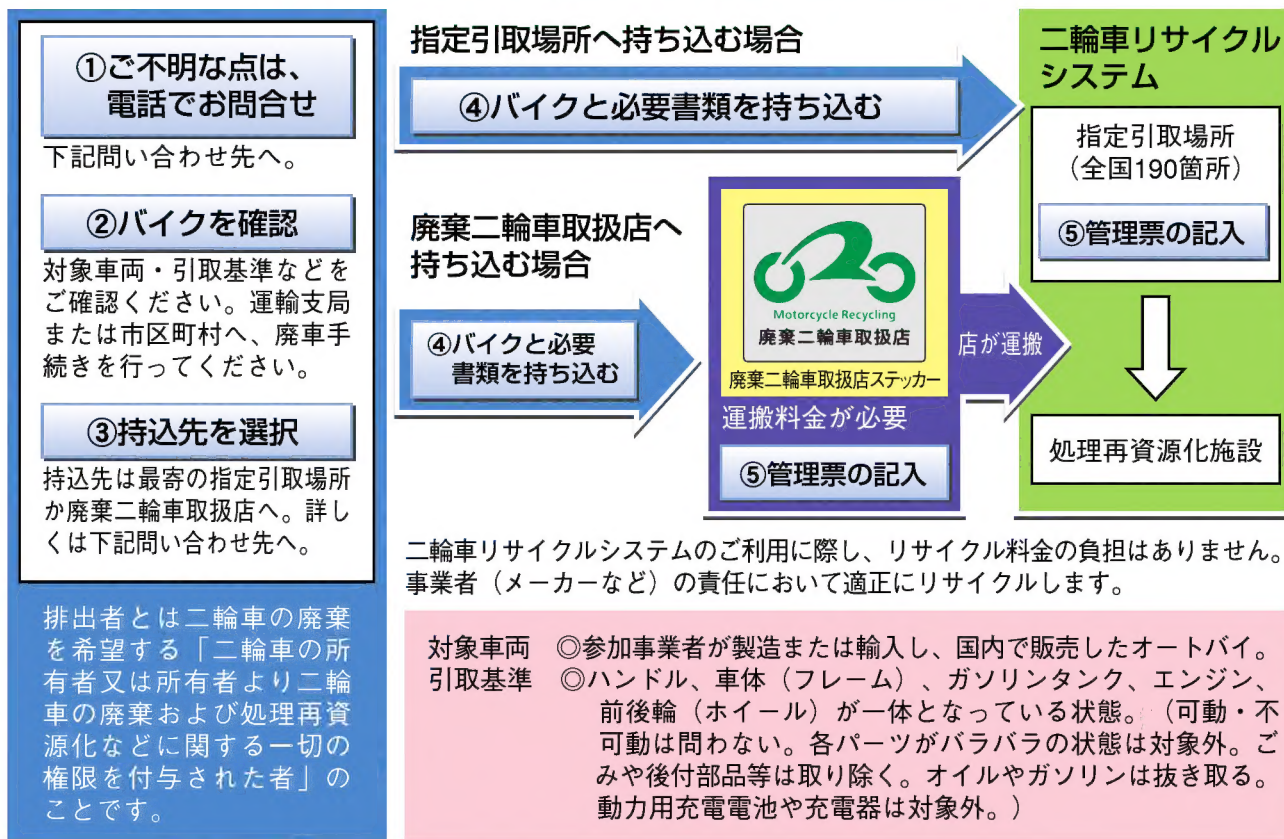 ①ご不明な点は、
電話でお問合せ
下記問い合わせ先へ。
②バイクを確認
対象車両・引取基準などを
ご確認ください。運輸支局
または市区町村へ、廃車手
続きを行ってください。
③持込先を選択
持込先は最寄の指定引取場所
か廃棄二輪車取扱店へ。詳し
くは下記問い合わせ先へ。
排出者とは二輪車の廃棄
を希望する「二輪車の所
有者又は所有者より二輪
車の廃棄および処理再資
源化などに関する一切の
権限を付与された者」の
ことです。
指定引取場所へ持ち込む場合
④バイクと必要書類を持ち込む
廃棄二輪車取扱店へ
持ち込む場合
④バイクと必要
書類を持ち込む
Motorcycle Recycling
廃棄二輪車取扱店
廃棄二輪車取扱店ステッカー
運搬料金が必要
⑤管理票の記入
店が運搬
二輪車リサイクル
システム
指定引取場所
（全国190箇所）
⑤管理票の記入
処理再資源化施設
二輪車リサイクルシステムのご利用に際し、リサイクル料金の負担はありません。
事業者（メーカーなど）の責任において適正にリサイクルします。
対象車両 ◎参加事業者が製造または輸入し、国内で販売したオートバイ。
引取基準 ◎ハンドル、車体（フレーム）、ガソリンタンク、エンジン、
前後輪（ホイール）が一体となっている状態。（可動・不
可動は問わない。各パーツがバラバラの状態は対象外。ご
みや後付部品等は取り除く。オイルやガソリンは抜き取る。
動力用充電電池や充電器は対象外。）